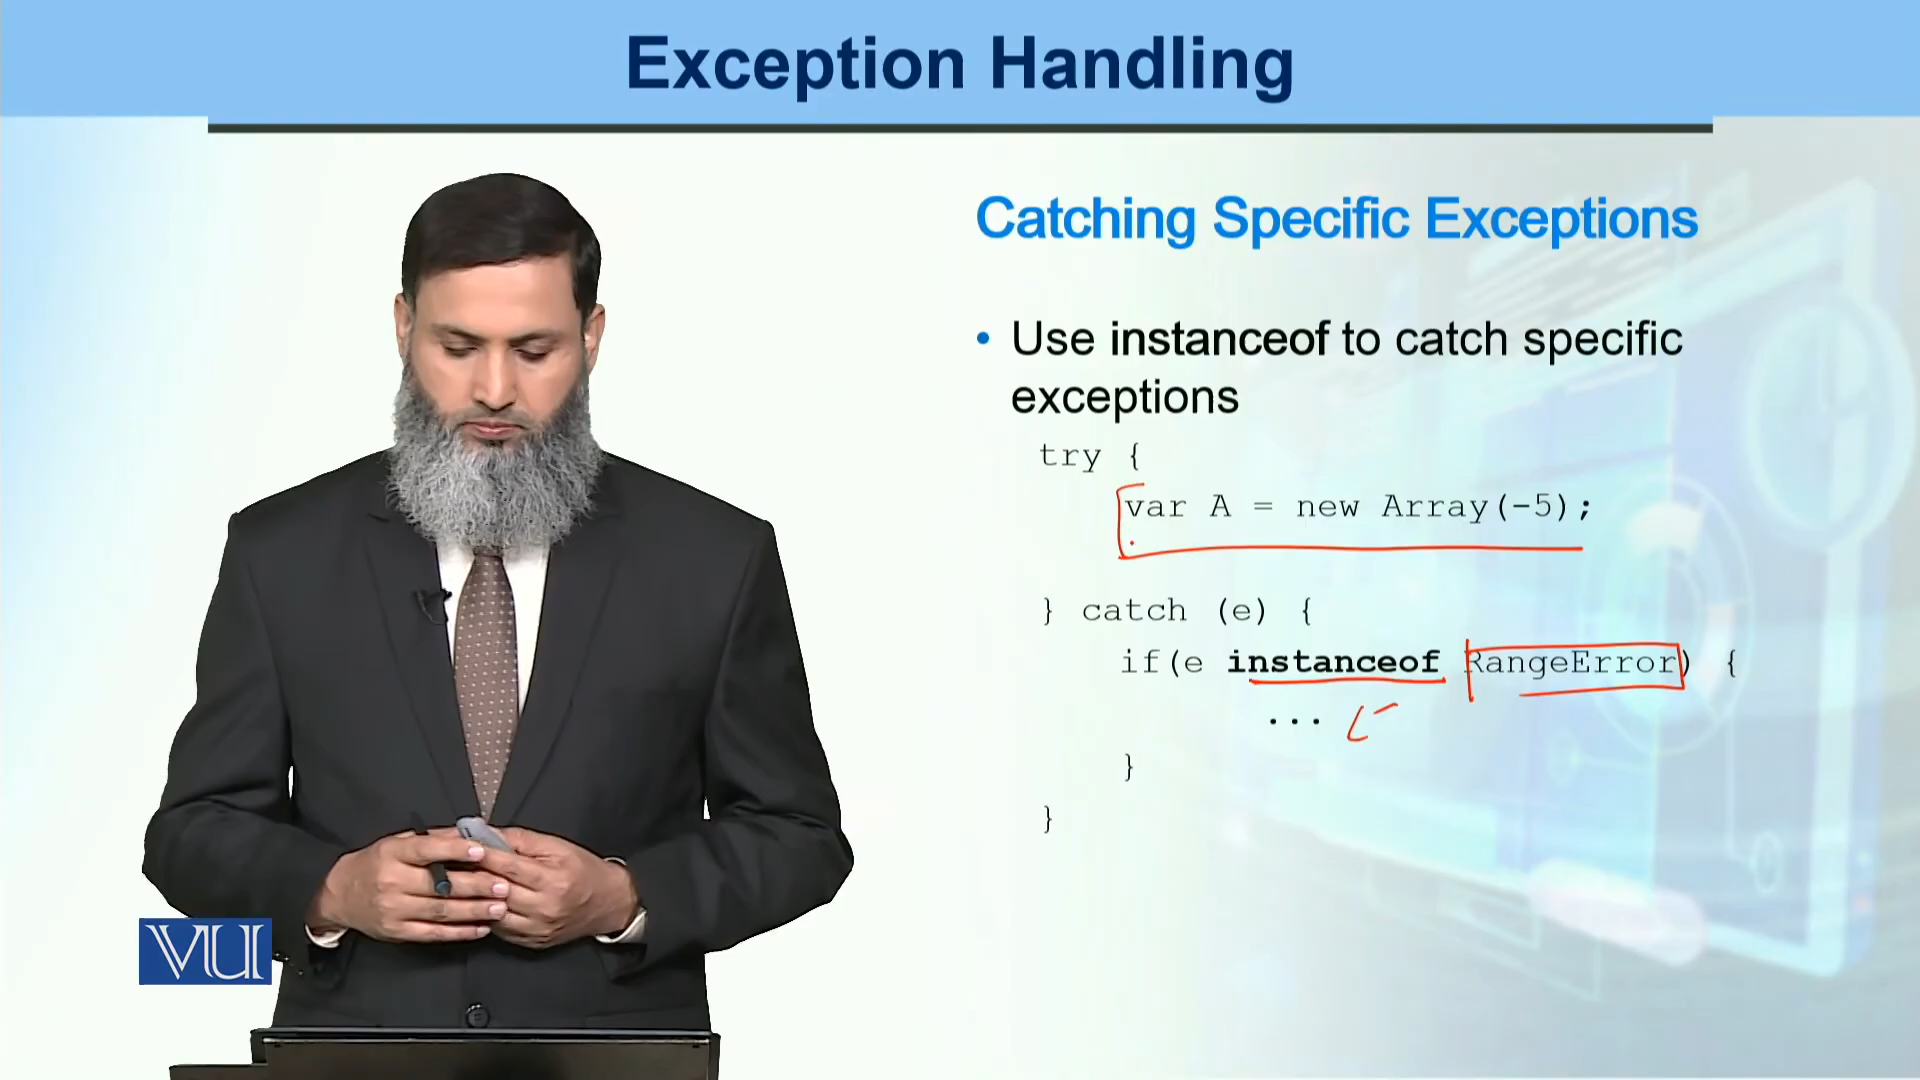 Exception Handling
Catching Specific Exceptions
• Use instanceof to catch specific
exceptions
try {
var A = new Array(-5);
} catch (e) {
if(e instanceof RangeError) {
...
}
}
VU